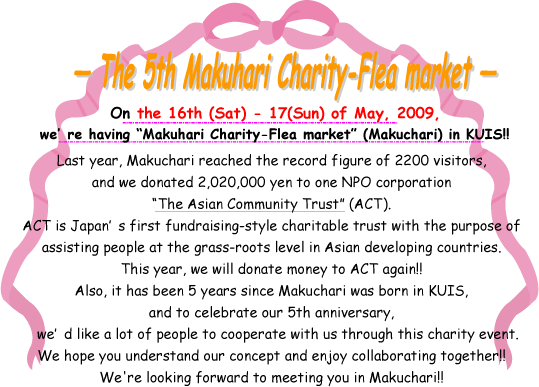 — The 5th Makuhari Charity-Flea market —
On the 16th (Sat) - 17(Sun) of May, 2009,
we' re having "Makuhari Charity-Flea market" (Makuchari) in KUIS!!
Last year, Makuchari reached the record figure of 2200 visitors,
and we donated 2,020,000 yen to one NPO corporation
"The Asian Community Trust" (ACT).
ACT is Japan' s first fundraising-style charitable trust with the purpose of
assisting people at the grass-roots level in Asian developing countries.
This year, we will donate money to ACT again!!
Also, it has been 5 years since Makuchari was born in KUIS,
and to celebrate our 5th anniversary,
we' d like a lot of people to cooperate with us through this charity event.
We hope you understand our concept and enjoy collaborating together!!
We're looking forward to meeting you in Makuchari!!